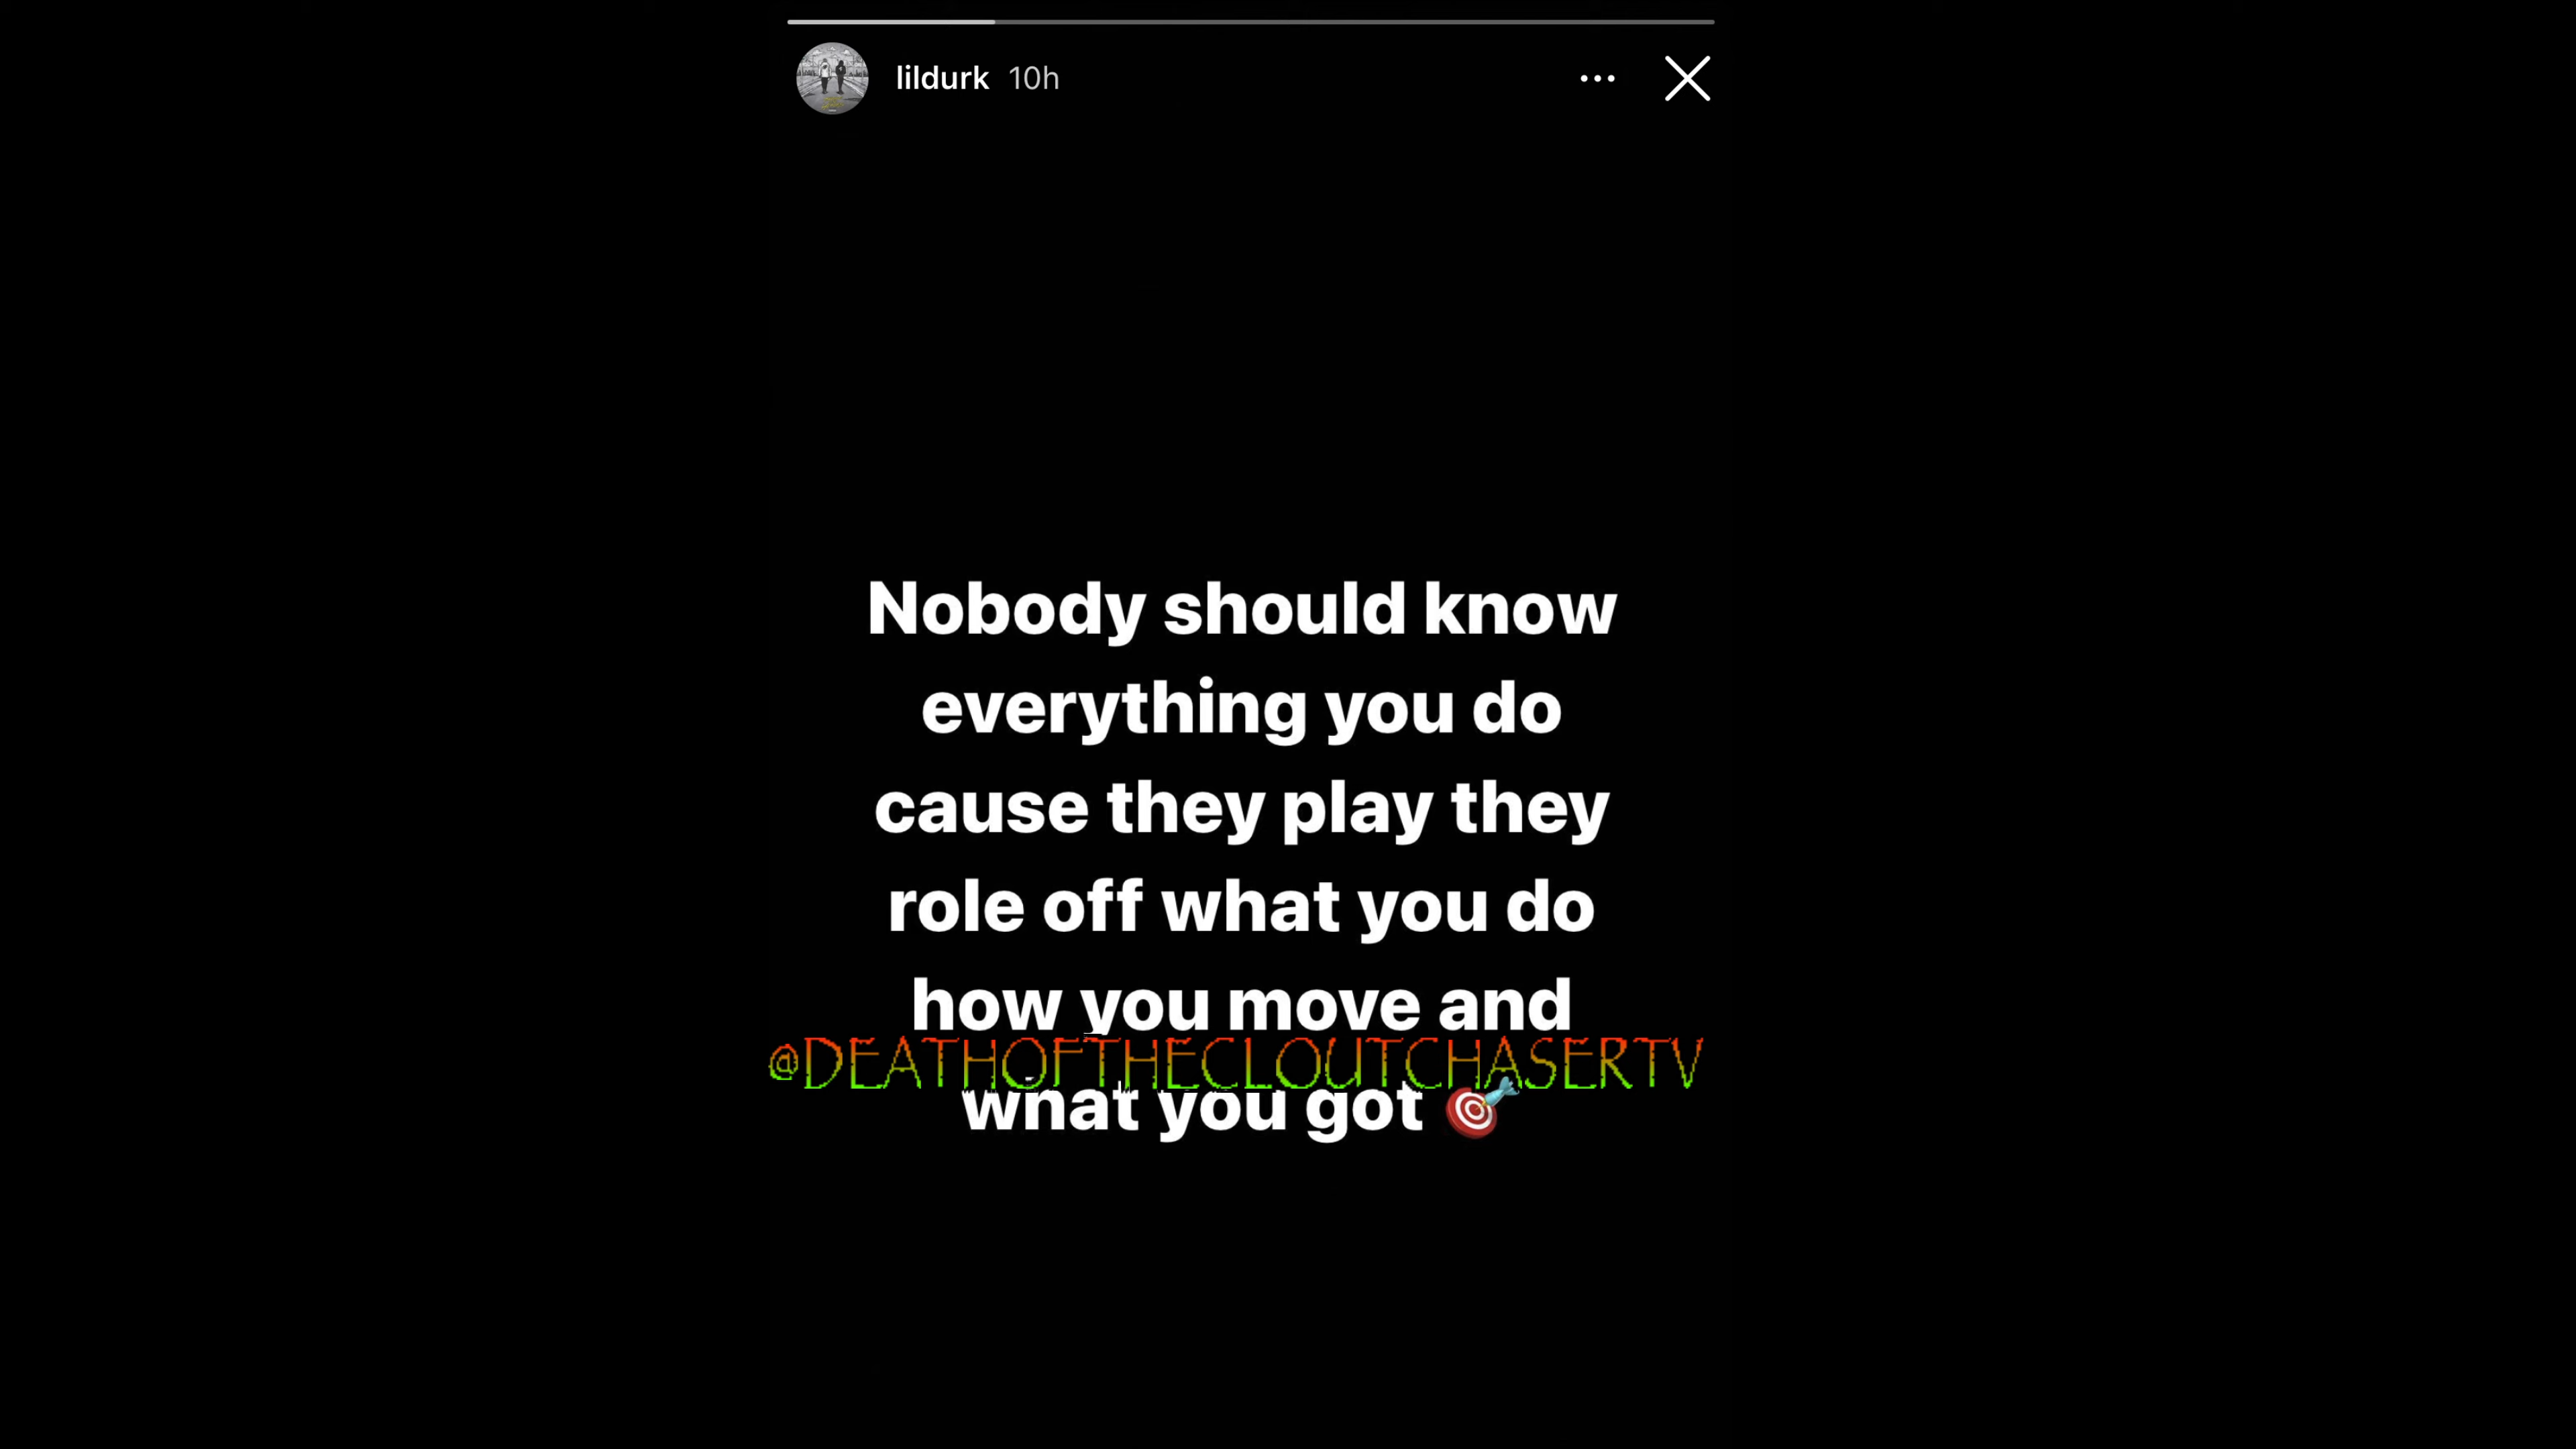 lildurk 10h
Nobody should know
everything you do
cause they play they
role off what you do
how you move and
@DEATHOFTHECLOUTCHASERTV
what you got 🎯